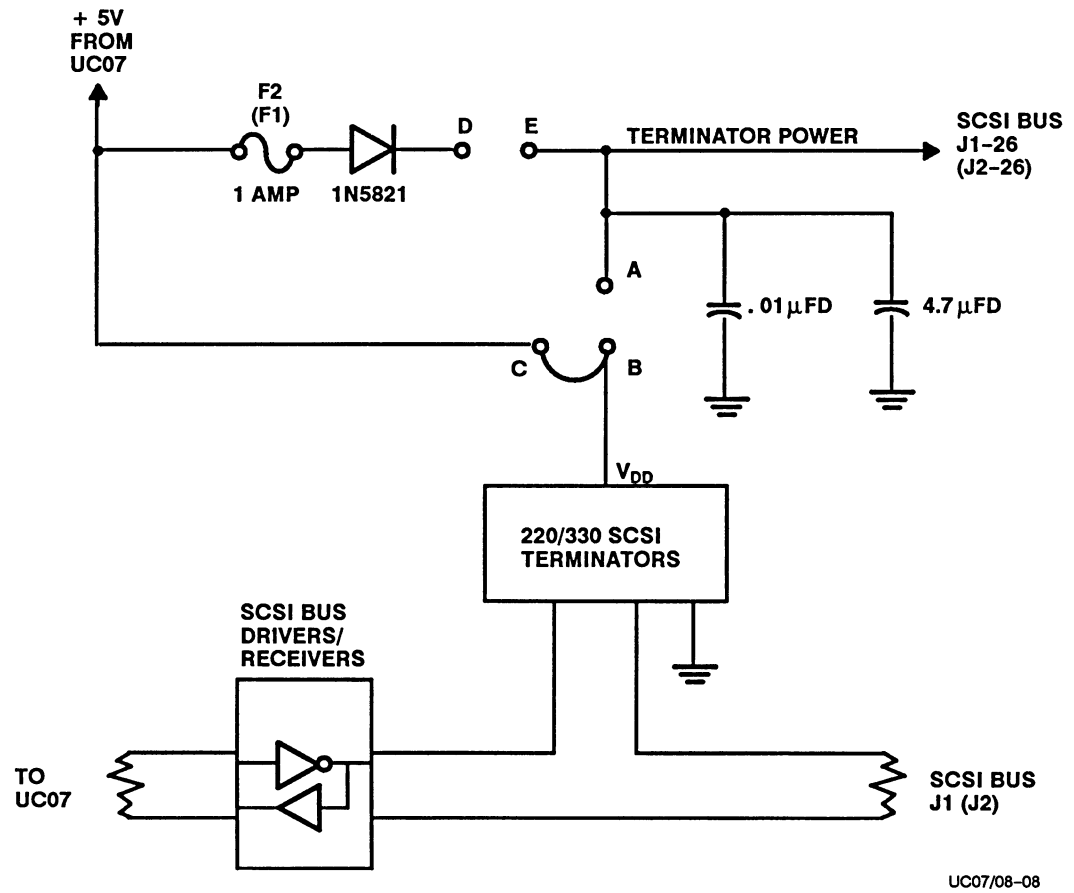 + 5V
FROM
UC07
F2
(F1)
1 AMP
1N5821
D
E
TERMINATOR POWER
SCSI BUS
J1-26
(J2-26)
A
.01µFD
4.7µFD
C
B
VDD
220/330 SCSI
TERMINATORS
SCSI BUS
DRIVERS/
RECEIVERS
TO
UC07
SCSI BUS
J1 (J2)
UC07/08-08